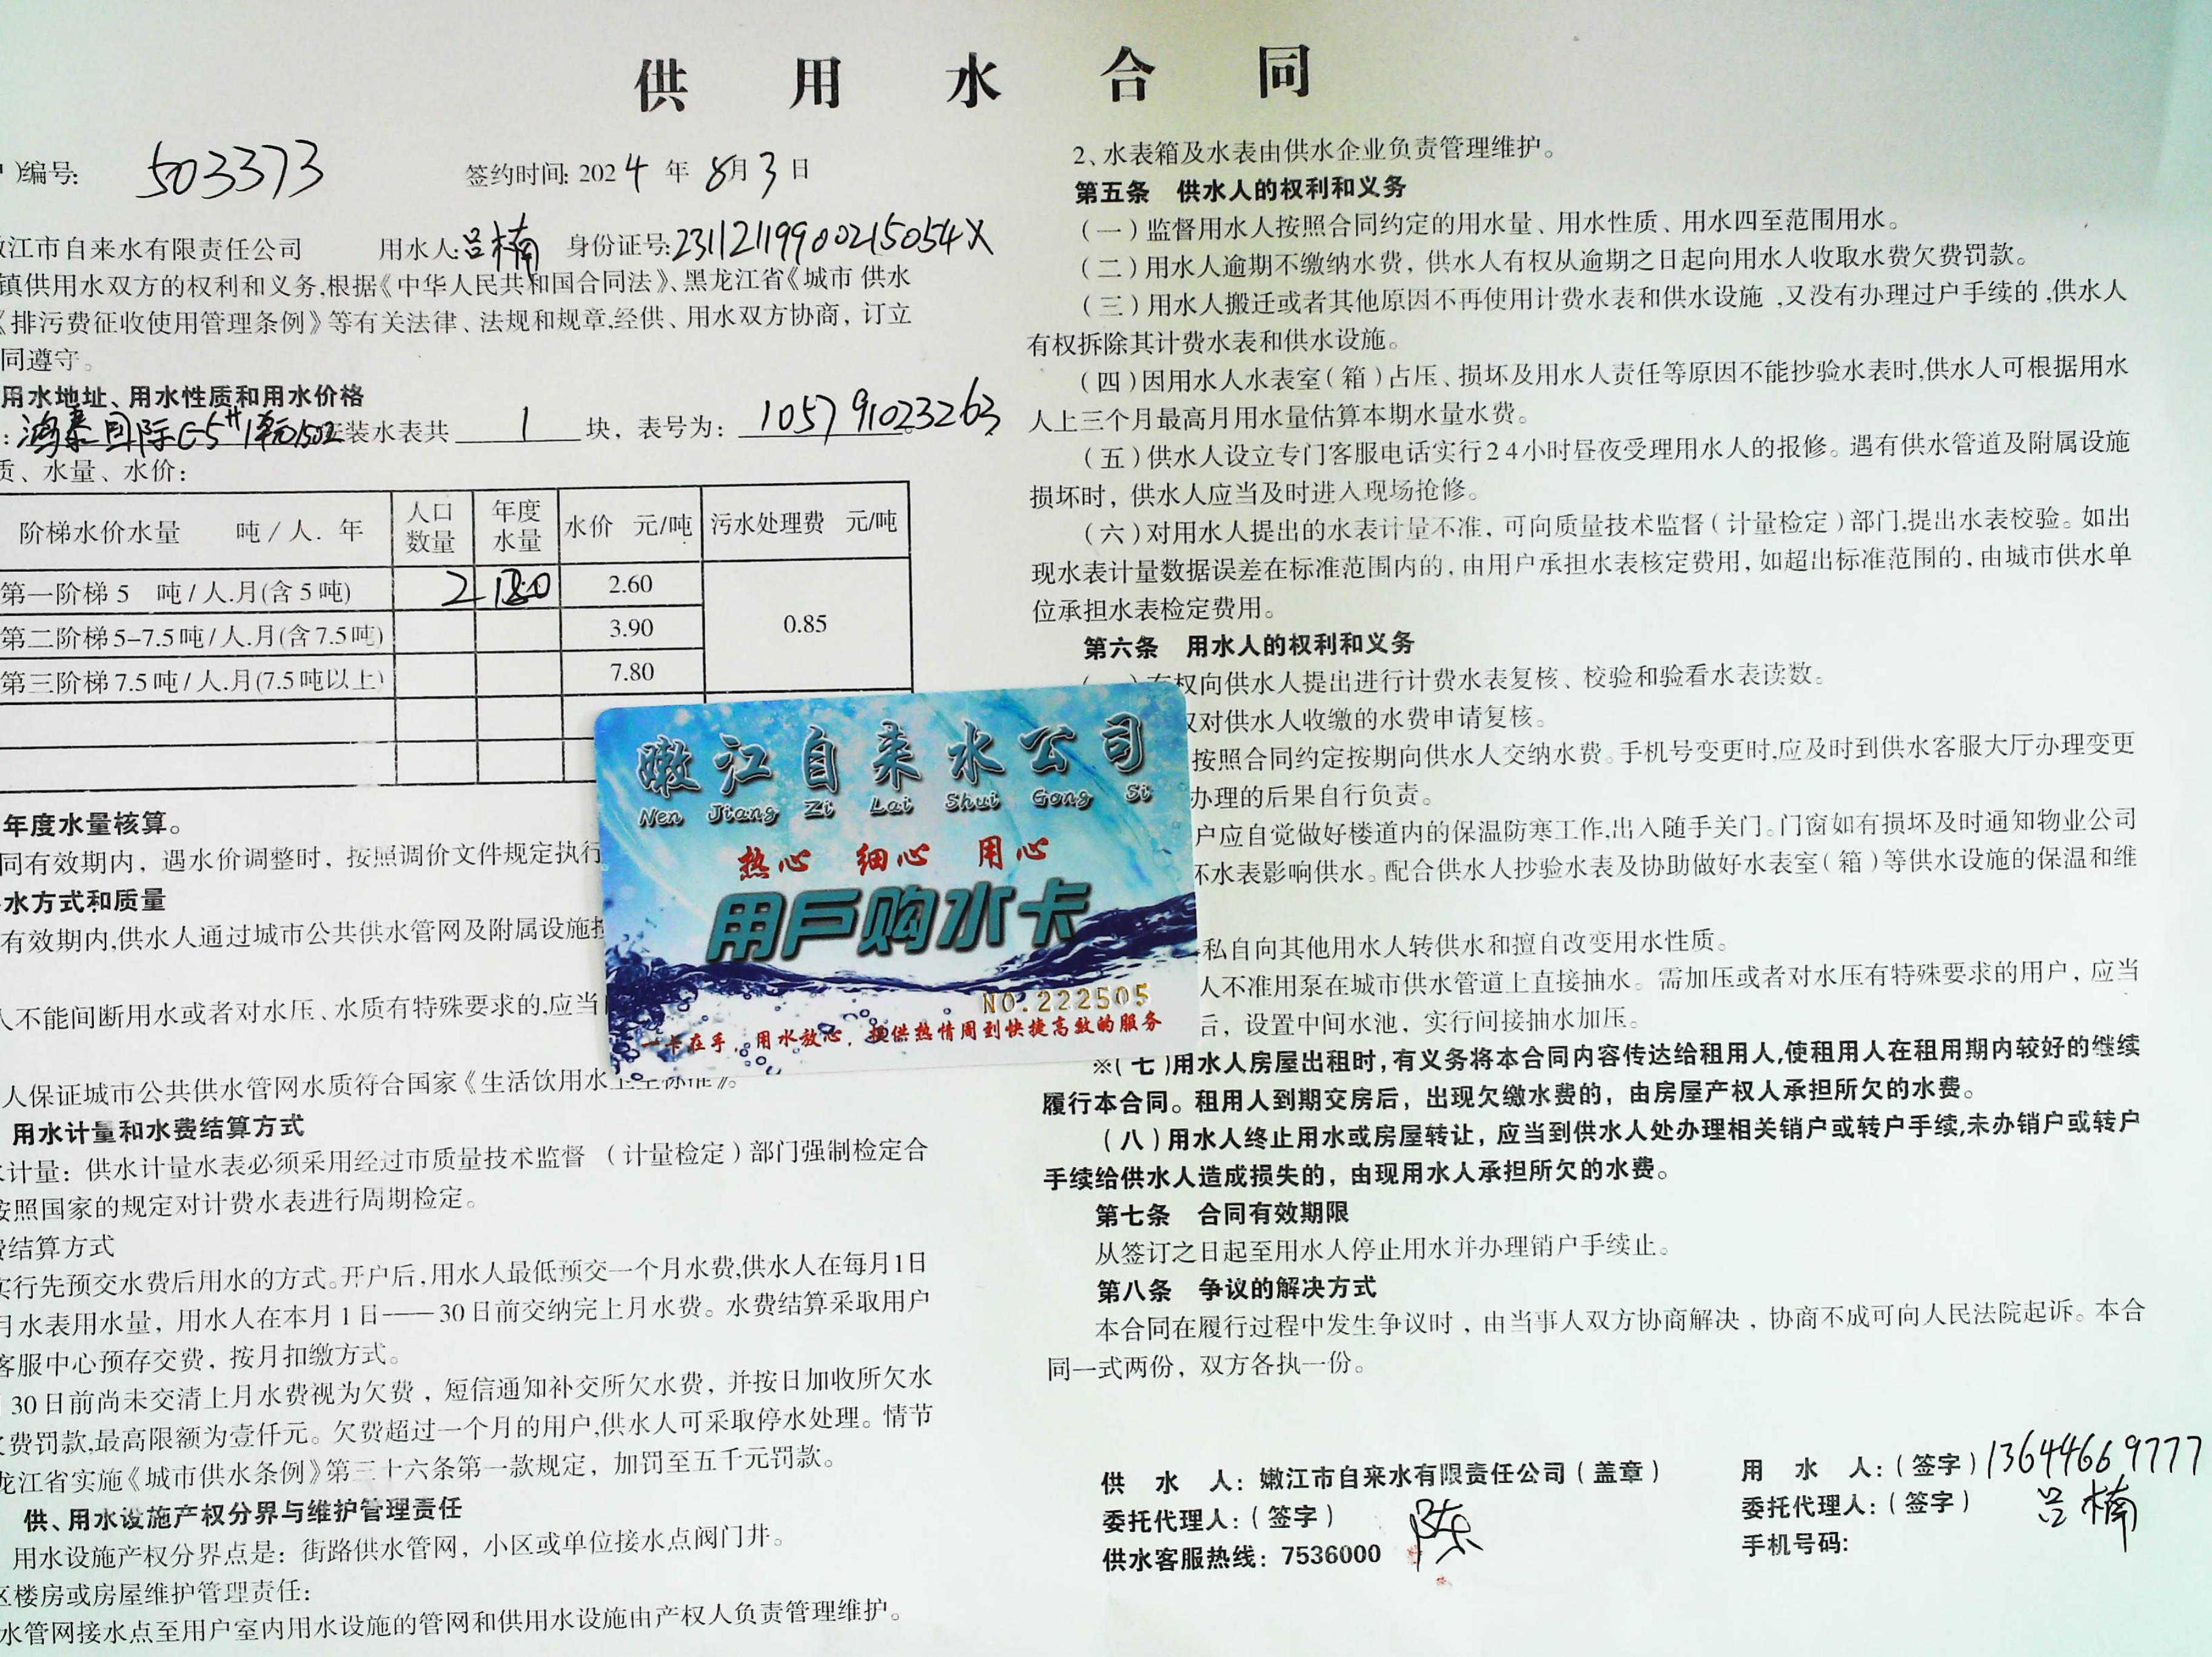 供 用 水 合 同
)编号: 503373 签约时间: 2024 年 8月 3 日
江市自来水有限责任公司 用水人:吕楠 身份证号:23112119900215054X
镇供用水双方的权利和义务,根据《中华人民共和国合同法》、黑龙江省《城市 供水
《排污费征收使用管理条例》等有关法律、法规和规章,经供、用水双方协商, 订立
同遵守。
用水地址、用水性质和用水价格
: 鸿泰国际C-5# 1单元1502 装水表共 1 块, 表号为: 105791023263
质、水量、水价:
阶梯水价水量 吨 / 人. 年 人口数量 年度水量 水价 元/吨 污水处理费 元/吨
第一阶梯 5 吨 / 人.月(含 5 吨) 2 2.60
第二阶梯 5-7.5 吨 / 人.月(含 7.5 吨) 3.90 0.85
第三阶梯 7.5 吨 / 人.月(7.5 吨以上) 7.80
年度水量核算。
同有效期内, 遇水价调整时, 按照调价文件规定执行
水方式和质量
有效期内,供水人通过城市公共供水管网及附属设施
人不能间断用水或者对水压、水质有特殊要求的,应当
人保证城市公共供水管网水质符合国家《生活饮用水卫生标准》。
用水计量和水费结算方式
计量: 供水计量水表必须采用经过市质量技术监督 (计量检定)部门强制检定合
按照国家的规定对计费水表进行周期检定。
费结算方式
实行先预交水费后用水的方式。开户后,用水人最低预交一个月水费,供水人在每月1日
月水表用水量, 用水人在本月 1 日——30 日前交纳完上月水费。水费结算采取用户
客服中心预存交费, 按月扣缴方式。
30 日前尚未交清上月水费视为欠费 , 短信通知补交所欠水费, 并按日加收所欠水
费罚款,最高限额为壹仟元。欠费超过一个月的用户,供水人可采取停水处理。情节
龙江省实施《城市供水条例》第三十六条第一款规定, 加罚至五千元罚款。
供、用水设施产权分界与维护管理责任
用水设施产权分界点是: 街路供水管网, 小区或单位接水点阀门井。
区楼房或房屋维护管理责任:
水管网接水点至用户室内用水设施的管网和供用水设施由产权人负责管理维护。
2、水表箱及水表由供水企业负责管理维护。
第五条 供水人的权利和义务
(一)监督用水人按照合同约定的用水量、用水性质、用水四至范围用水。
(二)用水人逾期不缴纳水费, 供水人有权从逾期之日起向用水人收取水费欠费罚款。
(三)用水人搬迁或者其他原因不再使用计费水表和供水设施 ,又没有办理过户手续的 ,供水人
有权拆除其计费水表和供水设施。
(四)因用水人水表室(箱)占压、损坏及用水人责任等原因不能抄验水表时,供水人可根据用水
人上三个月最高月用水量估算本期水量水费。
(五)供水人设立专门客服电话实行24小时昼夜受理用水人的报修。遇有供水管道及附属设施
损坏时, 供水人应当及时进入现场抢修。
(六)对用水人提出的水表计量不准, 可向质量技术监督(计量检定)部门,提出水表校验。如出
现水表计量数据误差在标准范围内的, 由用户承担水表核定费用, 如超出标准范围的, 由城市供水单
位承担水表检定费用。
第六条 用水人的权利和义务
有权向供水人提出进行计费水表复核、校验和验看水表读数。
对供水人收缴的水费申请复核。
按照合同约定按期向供水人交纳水费。手机号变更时,应及时到供水客服大厅办理变更
办理的后果自行负责。
户应自觉做好楼道内的保温防寒工作,出入随手关门。门窗如有损坏及时通知物业公司
坏水表影响供水。配合供水人抄验水表及协助做好水表室(箱)等供水设施的保温和维
私自向其他用水人转供水和擅自改变用水性质。
人不准用泵在城市供水管道上直接抽水。需加压或者对水压有特殊要求的用户, 应当
后, 设置中间水池, 实行间接抽水加压。
※(七)用水人房屋出租时,有义务将本合同内容传达给租用人,使租用人在租用期内较好的继续
履行本合同。租用人到期交房后, 出现欠缴水费的, 由房屋产权人承担所欠的水费。
(八)用水人终止用水或房屋转让, 应当到供水人处办理相关销户或转户手续,未办销户或转户
手续给供水人造成损失的, 由现用水人承担所欠的水费。
第七条 合同有效期限
从签订之日起至用水人停止用水并办理销户手续止。
第八条 争议的解决方式
本合同在履行过程中发生争议时 , 由当事人双方协商解决 , 协商不成可向人民法院起诉。本合
同一式两份, 双方各执一份。
供 水 人: 嫩江市自来水有限责任公司(盖章)
委托代理人:(签字)
供水客服热线: 7536000
用 水 人:(签字) 13644669777
委托代理人:(签字) 吕楠
手机号码:
嫩江自来水公司
Nen Jiang Zi Lai Shui Gong Si
热心 细心 用心
用戶购水卡
NO.222505
一卡在手, 用水放心, 提供热情周到快捷高效的服务